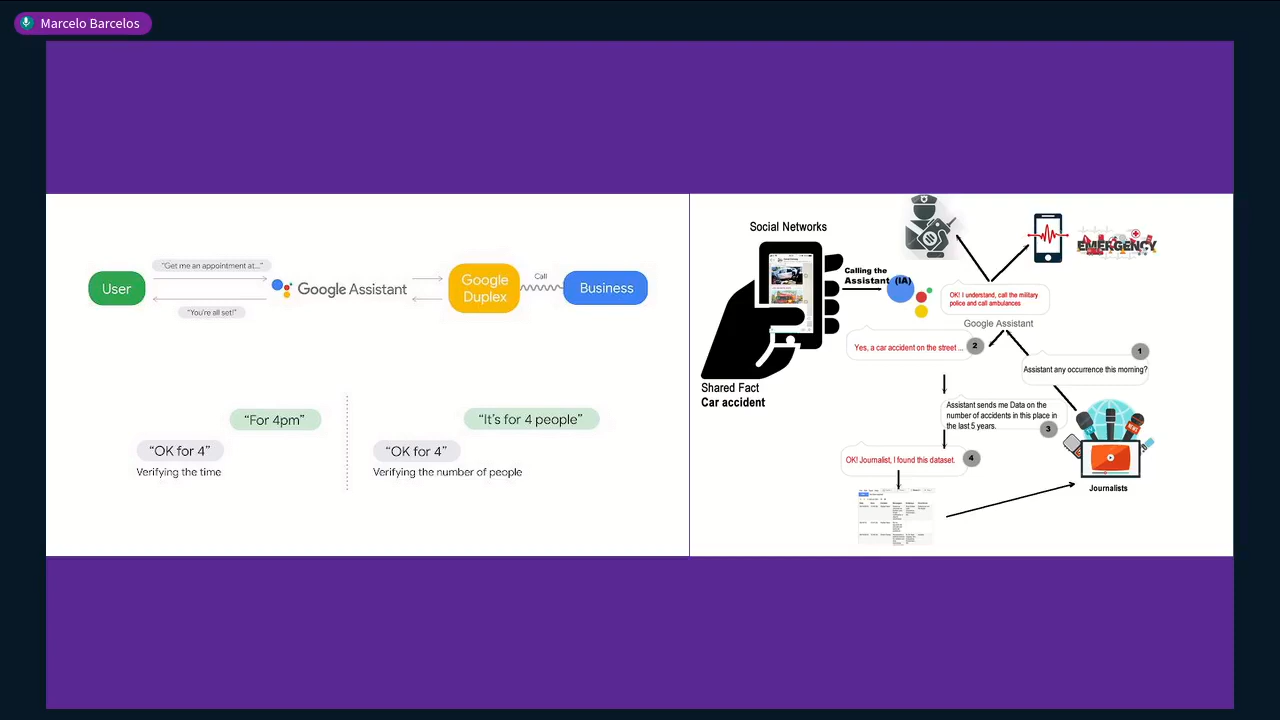 Marcelo Barcelos
"Get me an appointment at..."
User
Google Assistant
Google
Duplex
Call
Business
"You're all set!"
"For 4pm"
"OK for 4"
Verifying the time
"It's for 4 people"
"OK for 4"
Verifying the number of people
Social Networks
Calling the
Assistant (IA)
EMERGENCY
OK! I understand, call the military
police and call ambulances
Google Assistant
Yes, a car accident on the street ...
2
1
Assistant any occurrence this morning?
Shared Fact
Car accident
Assistant sends me Data on the
number of accidents in this place in
the last 5 years.
3
TV
NEWS
OK! Journalist, I found this dataset.
4
Journalists